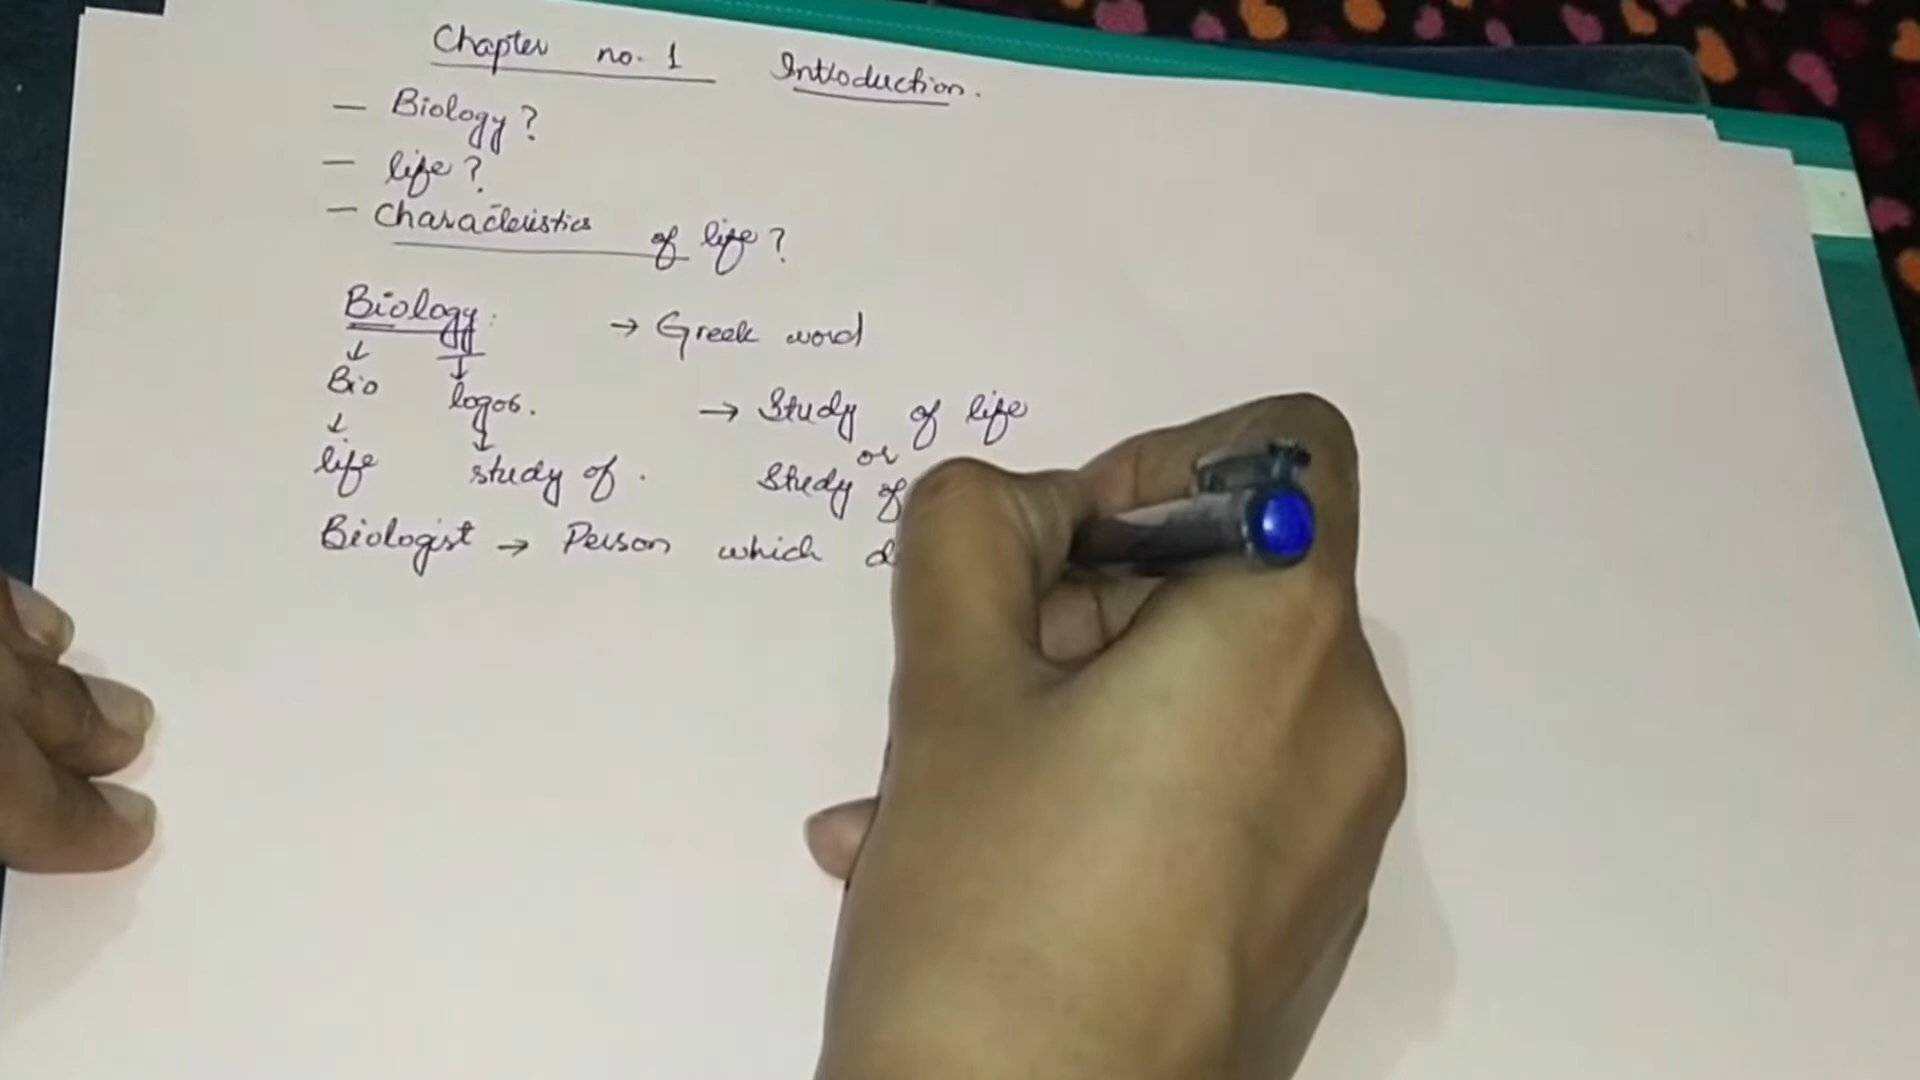 Chapter no. 1 Introduction.
— Biology?
— life?
— Characteristics of life?
Biology: → Greek word
↓ ↓
Bio logos. → Study of life
↓ ↓ or
life study of. Study of
Biologist → Person which